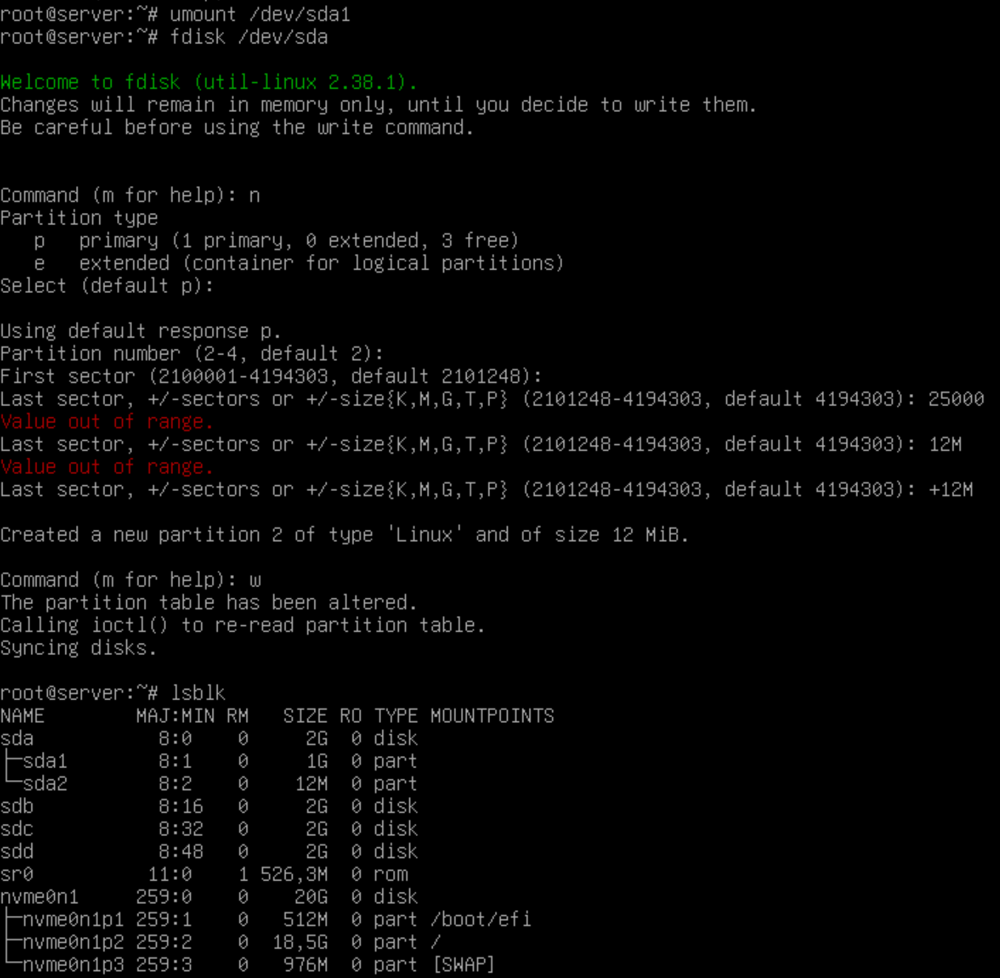 root@server:~# umount /dev/sda1
root@server:~# fdisk /dev/sda

Welcome to fdisk (util-linux 2.38.1).
Changes will remain in memory only, until you decide to write them.
Be careful before using the write command.


Command (m for help): n
Partition type
   p   primary (1 primary, 0 extended, 3 free)
   e   extended (container for logical partitions)
Select (default p):

Using default response p.
Partition number (2-4, default 2):
First sector (2100001-4194303, default 2101248):
Last sector, +/-sectors or +/-size{K,M,G,T,P} (2101248-4194303, default 4194303): 25000
Value out of range.
Last sector, +/-sectors or +/-size{K,M,G,T,P} (2101248-4194303, default 4194303): 12M
Value out of range.
Last sector, +/-sectors or +/-size{K,M,G,T,P} (2101248-4194303, default 4194303): +12M

Created a new partition 2 of type 'Linux' and of size 12 MiB.

Command (m for help): w
The partition table has been altered.
Calling ioctl() to re-read partition table.
Syncing disks.

root@server:~# lsblk
NAME        MAJ:MIN RM   SIZE RO TYPE MOUNTPOINTS
sda           8:0    0     2G  0 disk
├─sda1        8:1    0     1G  0 part
└─sda2        8:2    0    12M  0 part
sdb           8:16   0     2G  0 disk
sdc           8:32   0     2G  0 disk
sdd           8:48   0     2G  0 disk
sr0          11:0    1 526,3M  0 rom
nvme0n1     259:0    0    20G  0 disk
├─nvme0n1p1 259:1    0   512M  0 part /boot/efi
├─nvme0n1p2 259:2    0  18,5G  0 part /
└─nvme0n1p3 259:3    0   976M  0 part [SWAP]